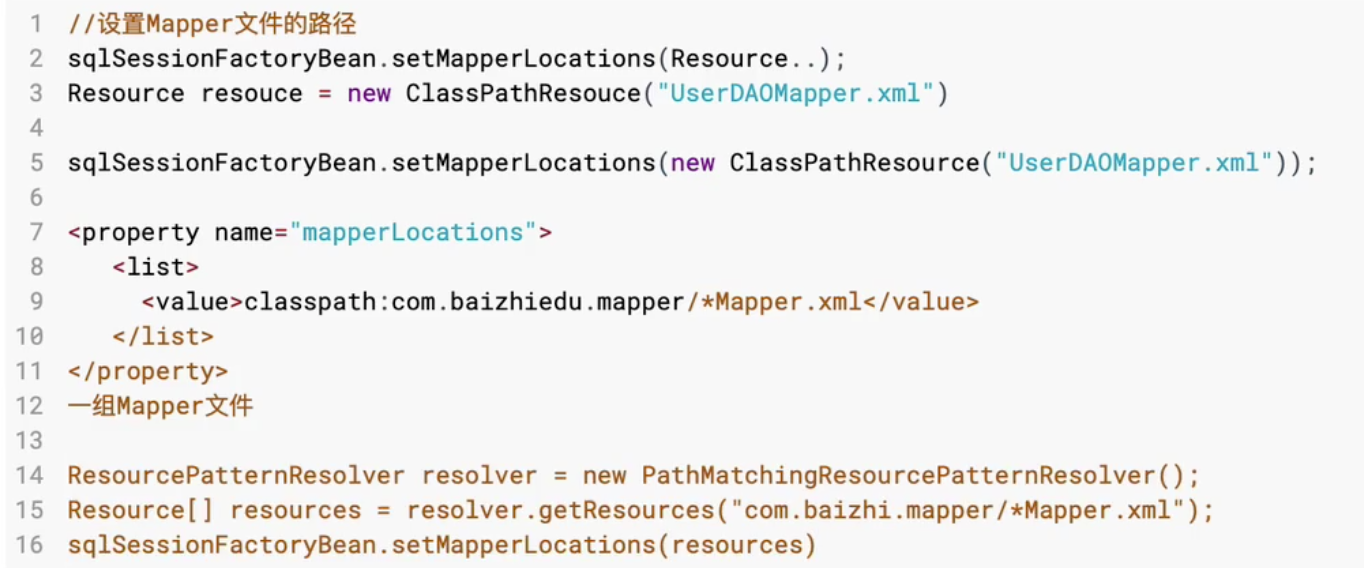 1 //设置Mapper文件的路径
2 sqlSessionFactoryBean.setMapperLocations(Resource..);
3 Resource resouce = new ClassPathResouce("UserDAOMapper.xml")
4
5 sqlSessionFactoryBean.setMapperLocations(new ClassPathResource("UserDAOMapper.xml"));
6
7 <property name="mapperLocations">
8 <list>
9 <value>classpath:com.baizhiedu.mapper/*Mapper.xml</value>
10 </list>
11 </property>
12 一组Mapper文件
13
14 ResourcePatternResolver resolver = new PathMatchingResourcePatternResolver();
15 Resource[] resources = resolver.getResources("com.baizhi.mapper/*Mapper.xml");
16 sqlSessionFactoryBean.setMapperLocations(resources)